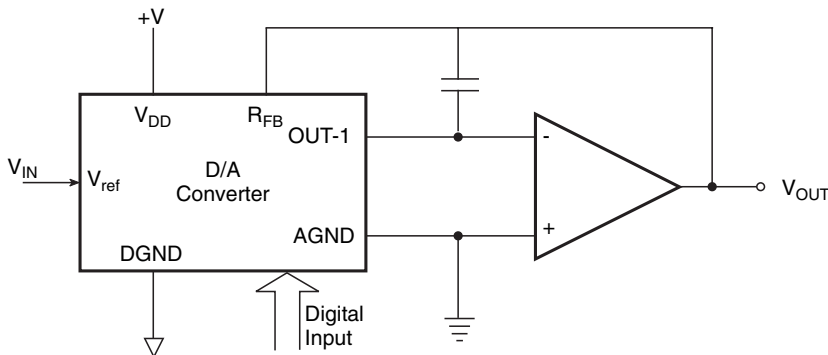 +V
V_DD
R_FB
OUT-1
-
V_IN
V_ref
D/A
Converter
V_OUT
AGND
+
DGND
Digital
Input